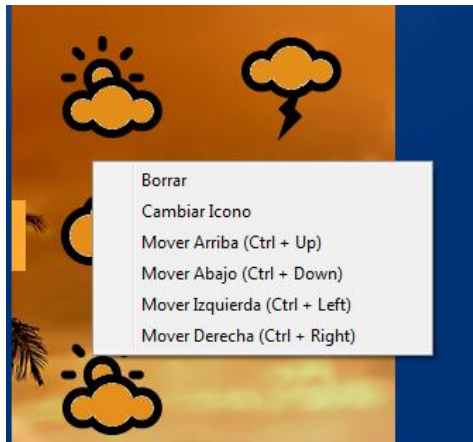 Borrar
Cambiar Icono
Mover Arriba (Ctrl + Up)
Mover Abajo (Ctrl + Down)
Mover Izquierda (Ctrl + Left)
Mover Derecha (Ctrl + Right)